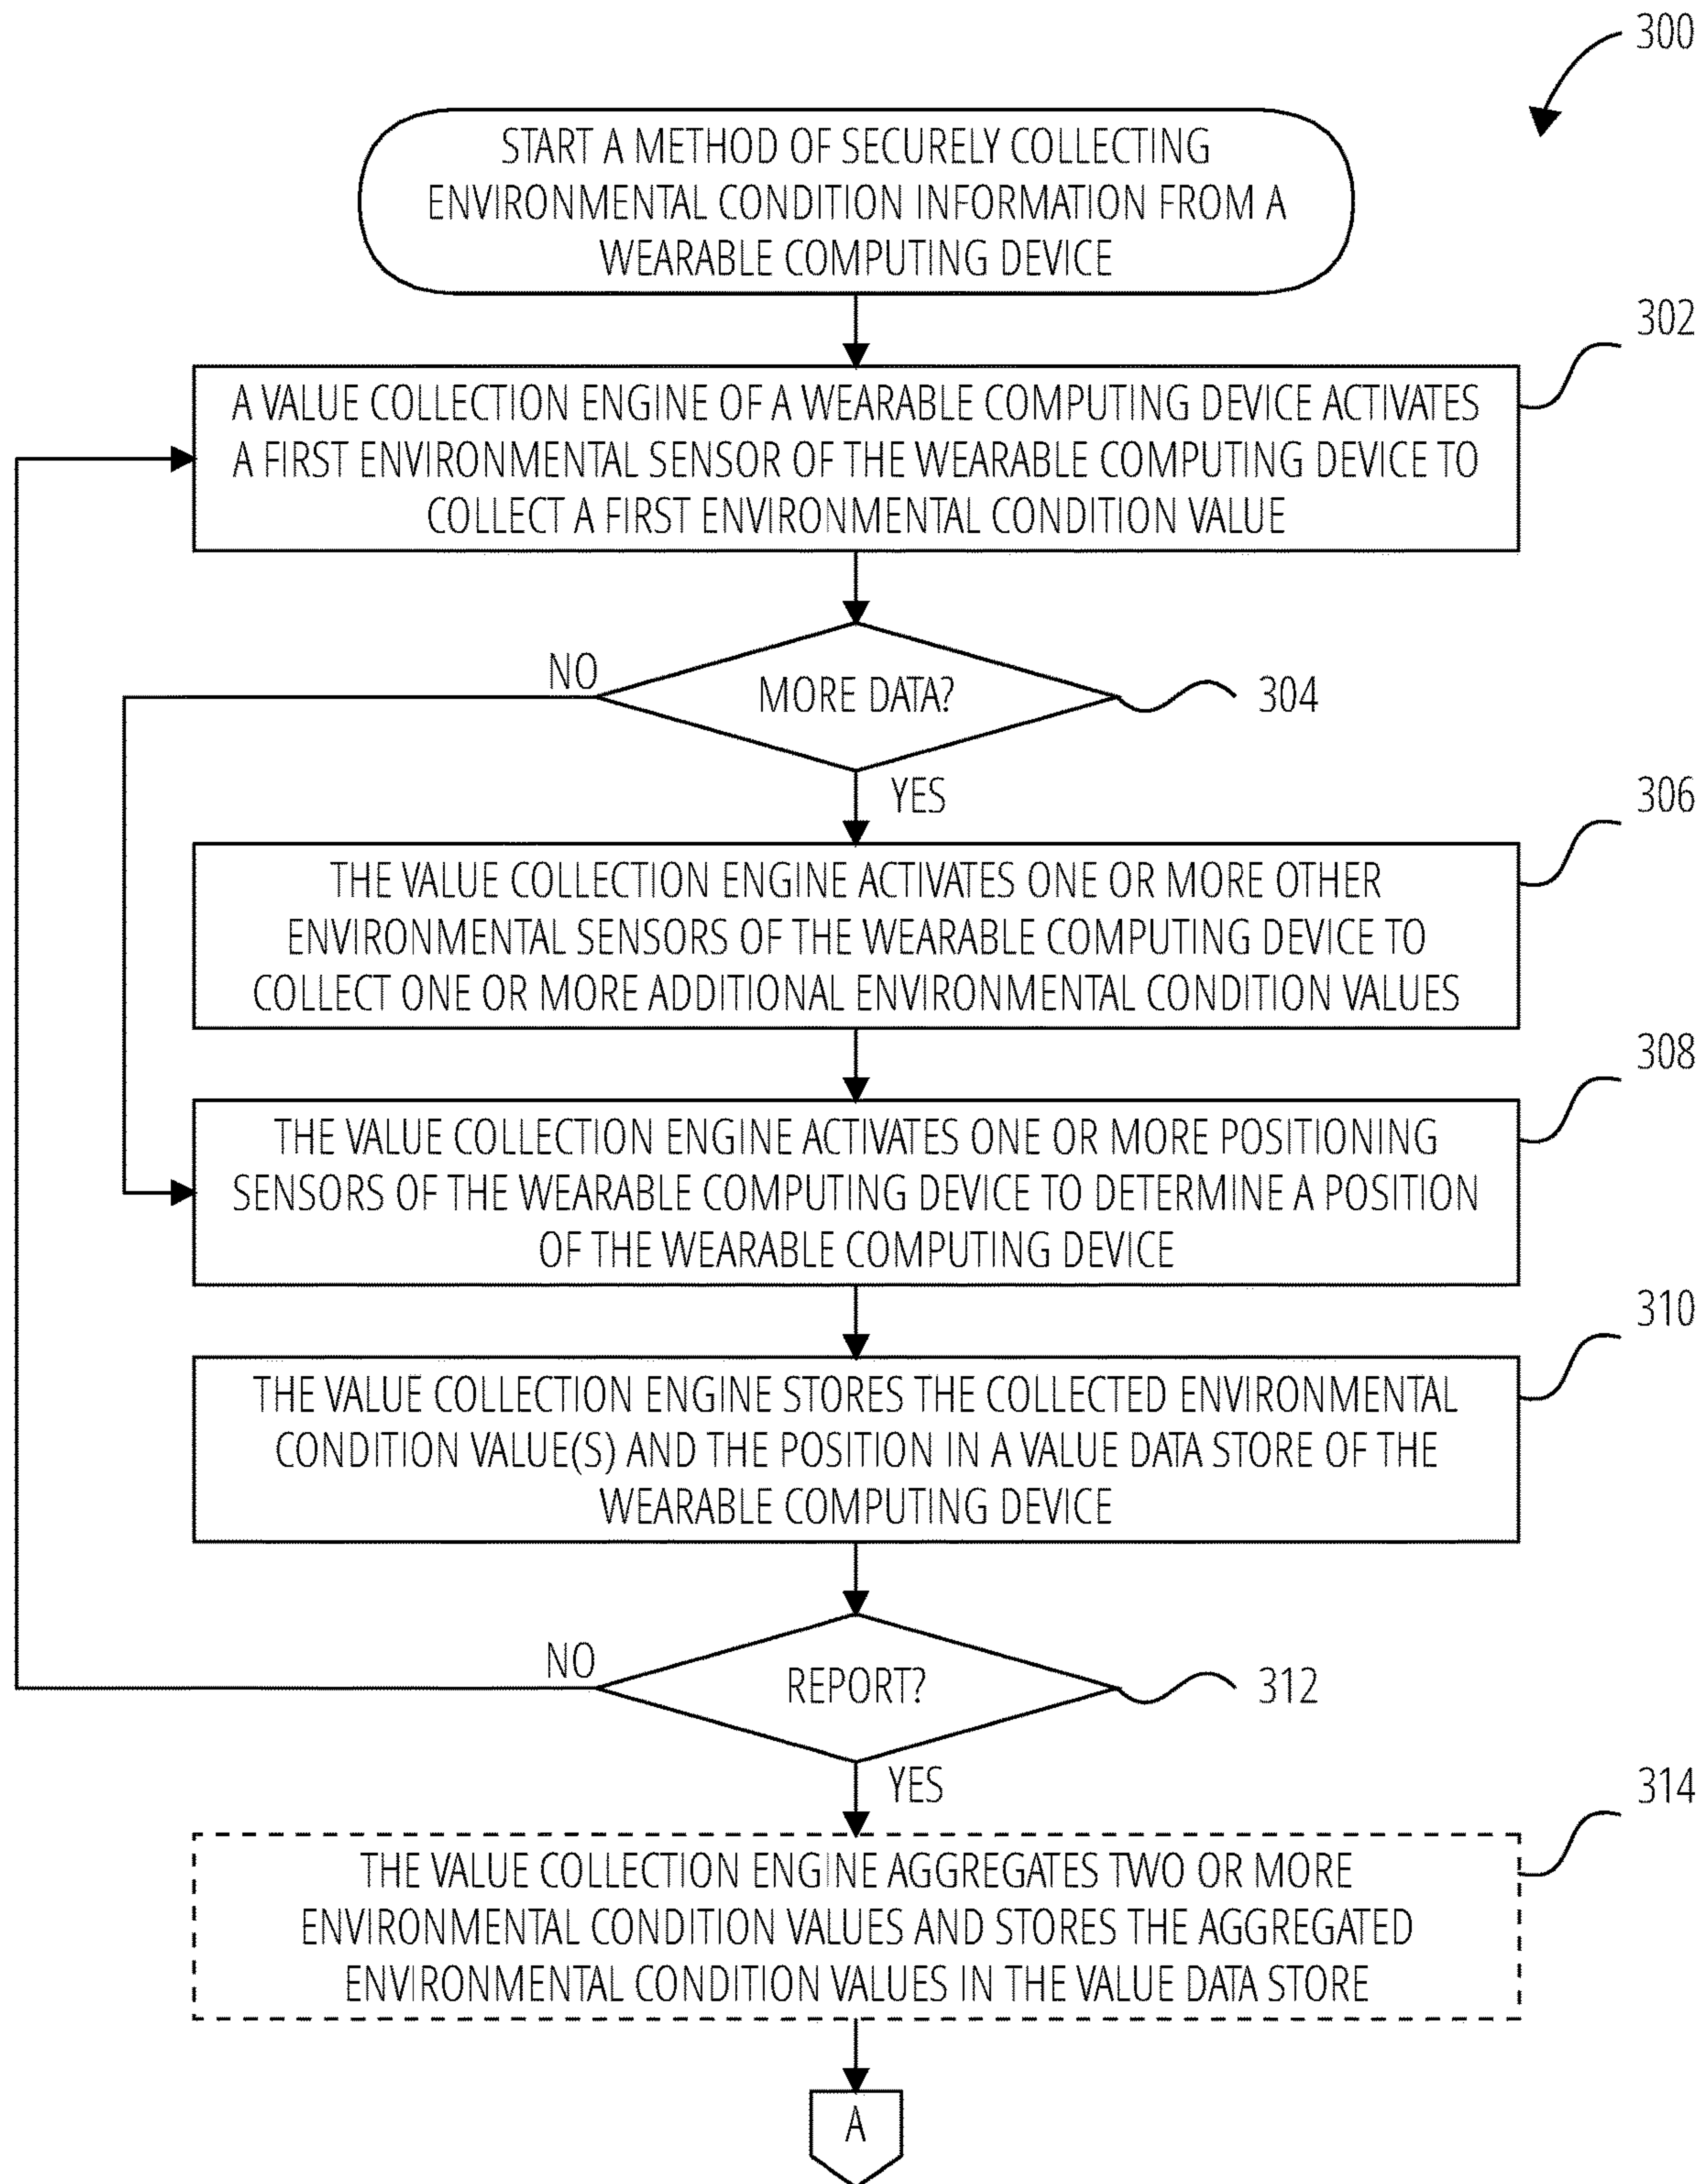 300
START A METHOD OF SECURELY COLLECTING
ENVIRONMENTAL CONDITION INFORMATION FROM A
WEARABLE COMPUTING DEVICE
302
A VALUE COLLECTION ENGINE OF A WEARABLE COMPUTING DEVICE ACTIVATES
A FIRST ENVIRONMENTAL SENSOR OF THE WEARABLE COMPUTING DEVICE TO
COLLECT A FIRST ENVIRONMENTAL CONDITION VALUE
NO
MORE DATA?
304
YES
306
THE VALUE COLLECTION ENGINE ACTIVATES ONE OR MORE OTHER
ENVIRONMENTAL SENSORS OF THE WEARABLE COMPUTING DEVICE TO
COLLECT ONE OR MORE ADDITIONAL ENVIRONMENTAL CONDITION VALUES
308
THE VALUE COLLECTION ENGINE ACTIVATES ONE OR MORE POSITIONING
SENSORS OF THE WEARABLE COMPUTING DEVICE TO DETERMINE A POSITION
OF THE WEARABLE COMPUTING DEVICE
310
THE VALUE COLLECTION ENGINE STORES THE COLLECTED ENVIRONMENTAL
CONDITION VALUE(S) AND THE POSITION IN A VALUE DATA STORE OF THE
WEARABLE COMPUTING DEVICE
NO
REPORT?
312
YES
314
THE VALUE COLLECTION ENGINE AGGREGATES TWO OR MORE
ENVIRONMENTAL CONDITION VALUES AND STORES THE AGGREGATED
ENVIRONMENTAL CONDITION VALUES IN THE VALUE DATA STORE
A